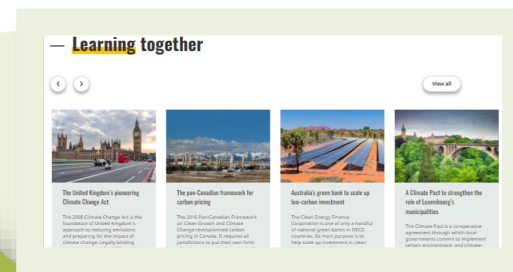 — Learning together
View all
The United Kingdom's pioneering
Climate Change Act
The 2008 Climate Change Act is the
foundation of United Kingdom's
approach to reducing emissions
and preparing for the impact of
climate change. Legally binding
The pan-Canadian framework for
carbon pricing
The 2016 Pan-Canadian Framework
on Clean Growth and Climate
Change revolutionised carbon
pricing in Canada. It requires all
jurisdictions to put their own form
Australia's green bank to scale up
low-carbon investment
The Clean Energy Finance
Corporation is one of only a handful
of national green banks in OECD
countries. Its main purpose is to
help scale up investment in clean
A Climate Pact to strengthen the
role of Luxembourg's
municipalities
The Climate Pact is a co-operative
agreement through which local
governments commit to implement
certain environment- and climate-